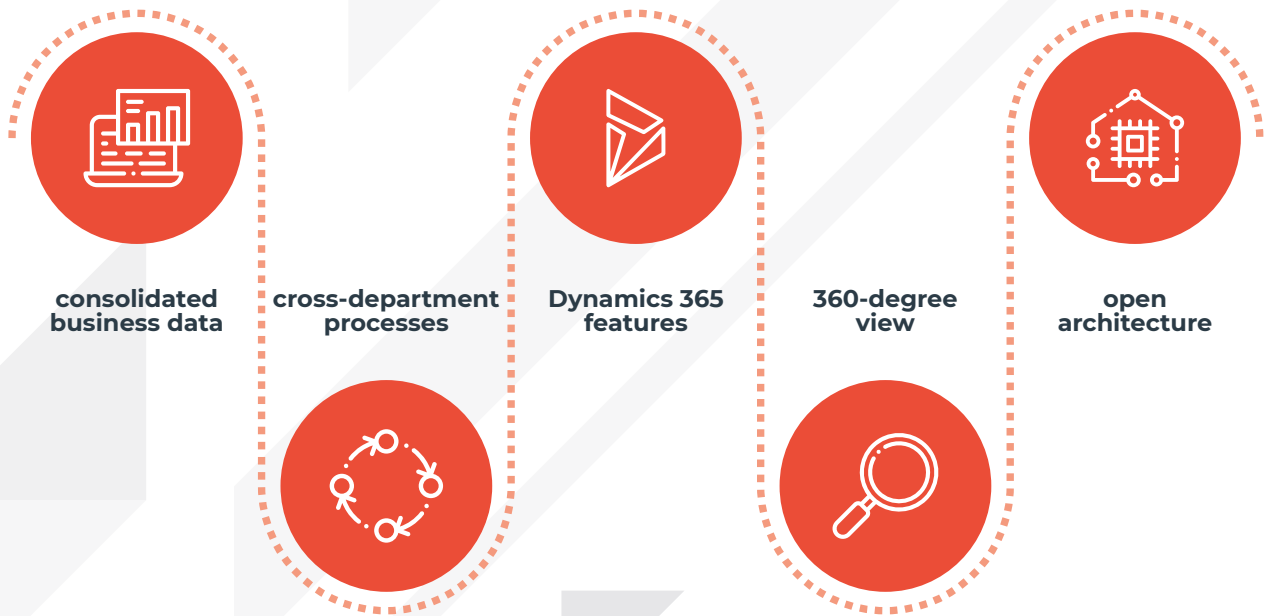 consolidated
business data
cross-department
processes
Dynamics 365
features
360-degree
view
open
architecture